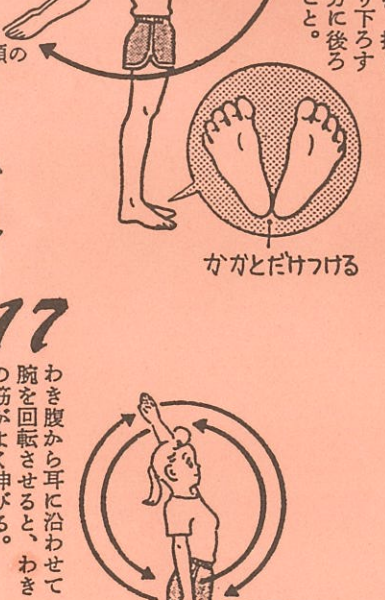 り下ろす
に後ろ
こと。
の
かかとだけつける
17
わき腹から耳に沿わせて
腕を回転させると、わき
の筋がよく伸びる。